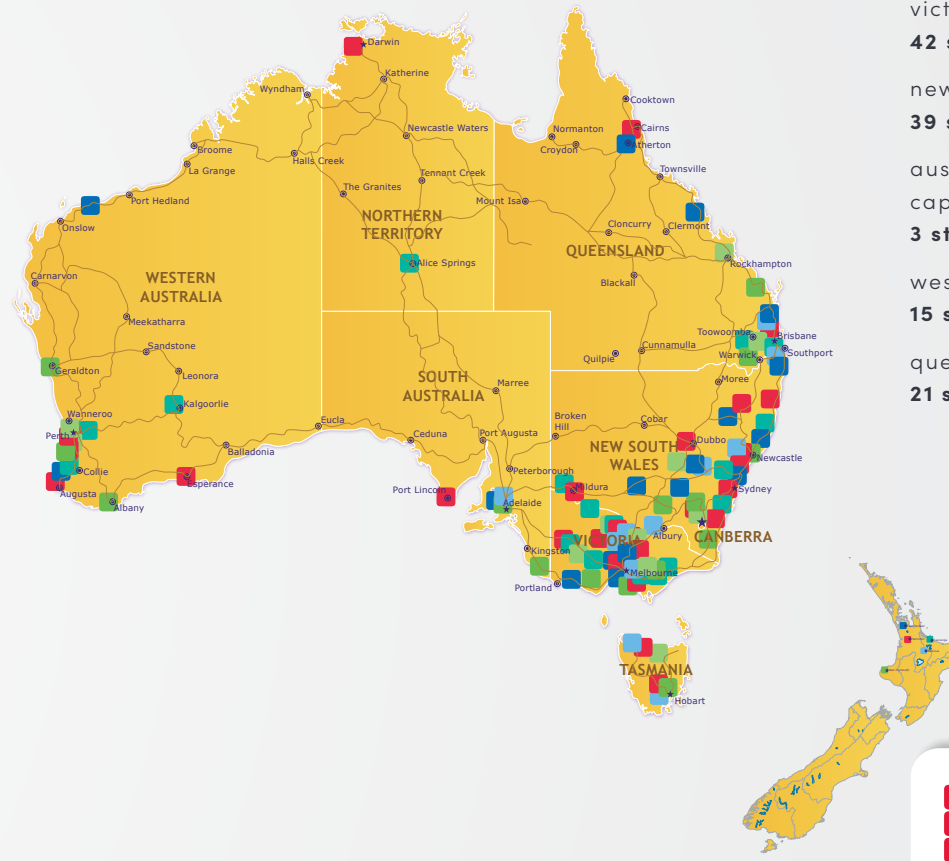 Darwin
Katherine
Wyndham
Cooktown
Newcastle Waters
Normanton
Cairns
Croydon
Atherton
Broome
Halls Creek
La Grange
Tennant Creek
Townsville
The Granites
Mount Isa
Port Hedland
NORTHERN
TERRITORY
Onslow
Cloncurry
Clermont
QUEENSLAND
Alice Springs
Rockhampton
Carnarvon
WESTERN
AUSTRALIA
Blackall
Meekatharra
Toowoomba
Brisbane
Sandstone
Cunnamulla
Southport
Quilpie
Warwick
Geraldton
Leonora
SOUTH
AUSTRALIA
Marree
Moree
Kalgoorlie
Wanneroo
Eucla
Broken
Hill
Cobar
Perth
Ceduna
Port Augusta
Dubbo
Balladonia
NEW SOUTH
WALES
Newcastle
Collie
Peterborough
Esperance
Port Lincoln
Mildura
Sydney
Augusta
Albany
Adelaide
VICTORIA
Albury
CANBERRA
Kingston
Melbourne
Portland
TASMANIA
Hobart
vict
42 s
new
39 s
aus
cap
3 st
wes
15 s
que
21 s